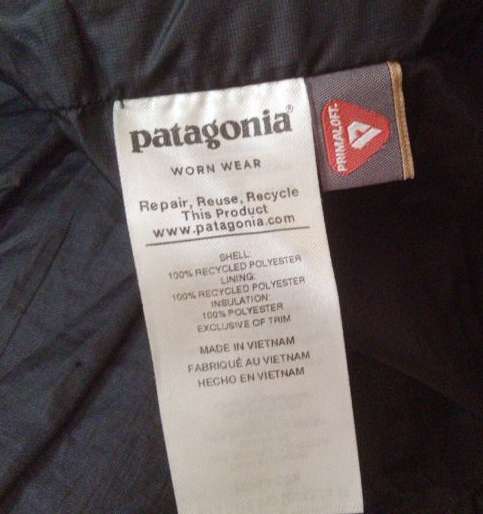 patagonia®
WORN WEAR
Repair, Reuse, Recycle
This Product
www.patagonia.com
SHELL:
100% RECYCLED POLYESTER
LINING:
100% RECYCLED POLYESTER
INSULATION:
100% POLYESTER
EXCLUSIVE OF TRIM
MADE IN VIETNAM
FABRIQUÉ AU VIETNAM
HECHO EN VIETNAM
PRIMALOFT.